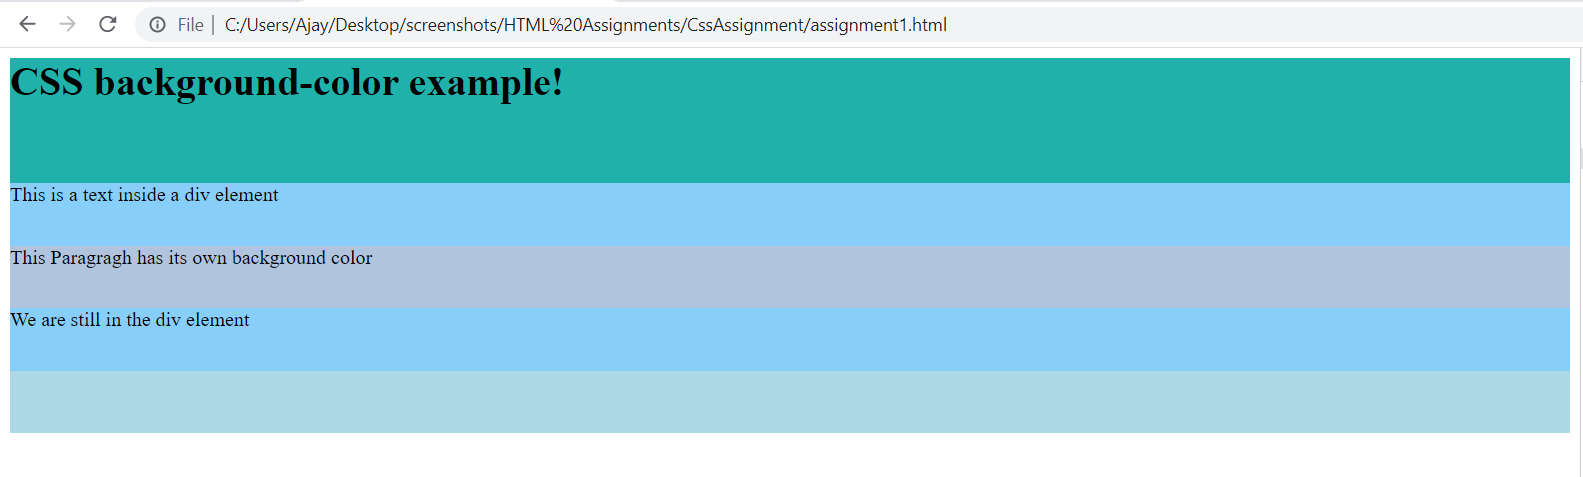 File | C:/Users/Ajay/Desktop/screenshots/HTML%20Assignments/CssAssignment/assignment1.html
CSS background-color example!
This is a text inside a div element
This Paragragh has its own background color
We are still in the div element